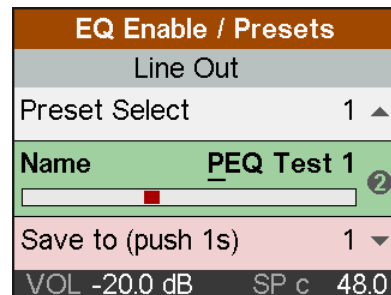 EQ Enable / Presets
Line Out
Preset Select 1
Name PEQ Test 1
2
Save to (push 1s) 1
VOL -20.0 dB SP c 48.0